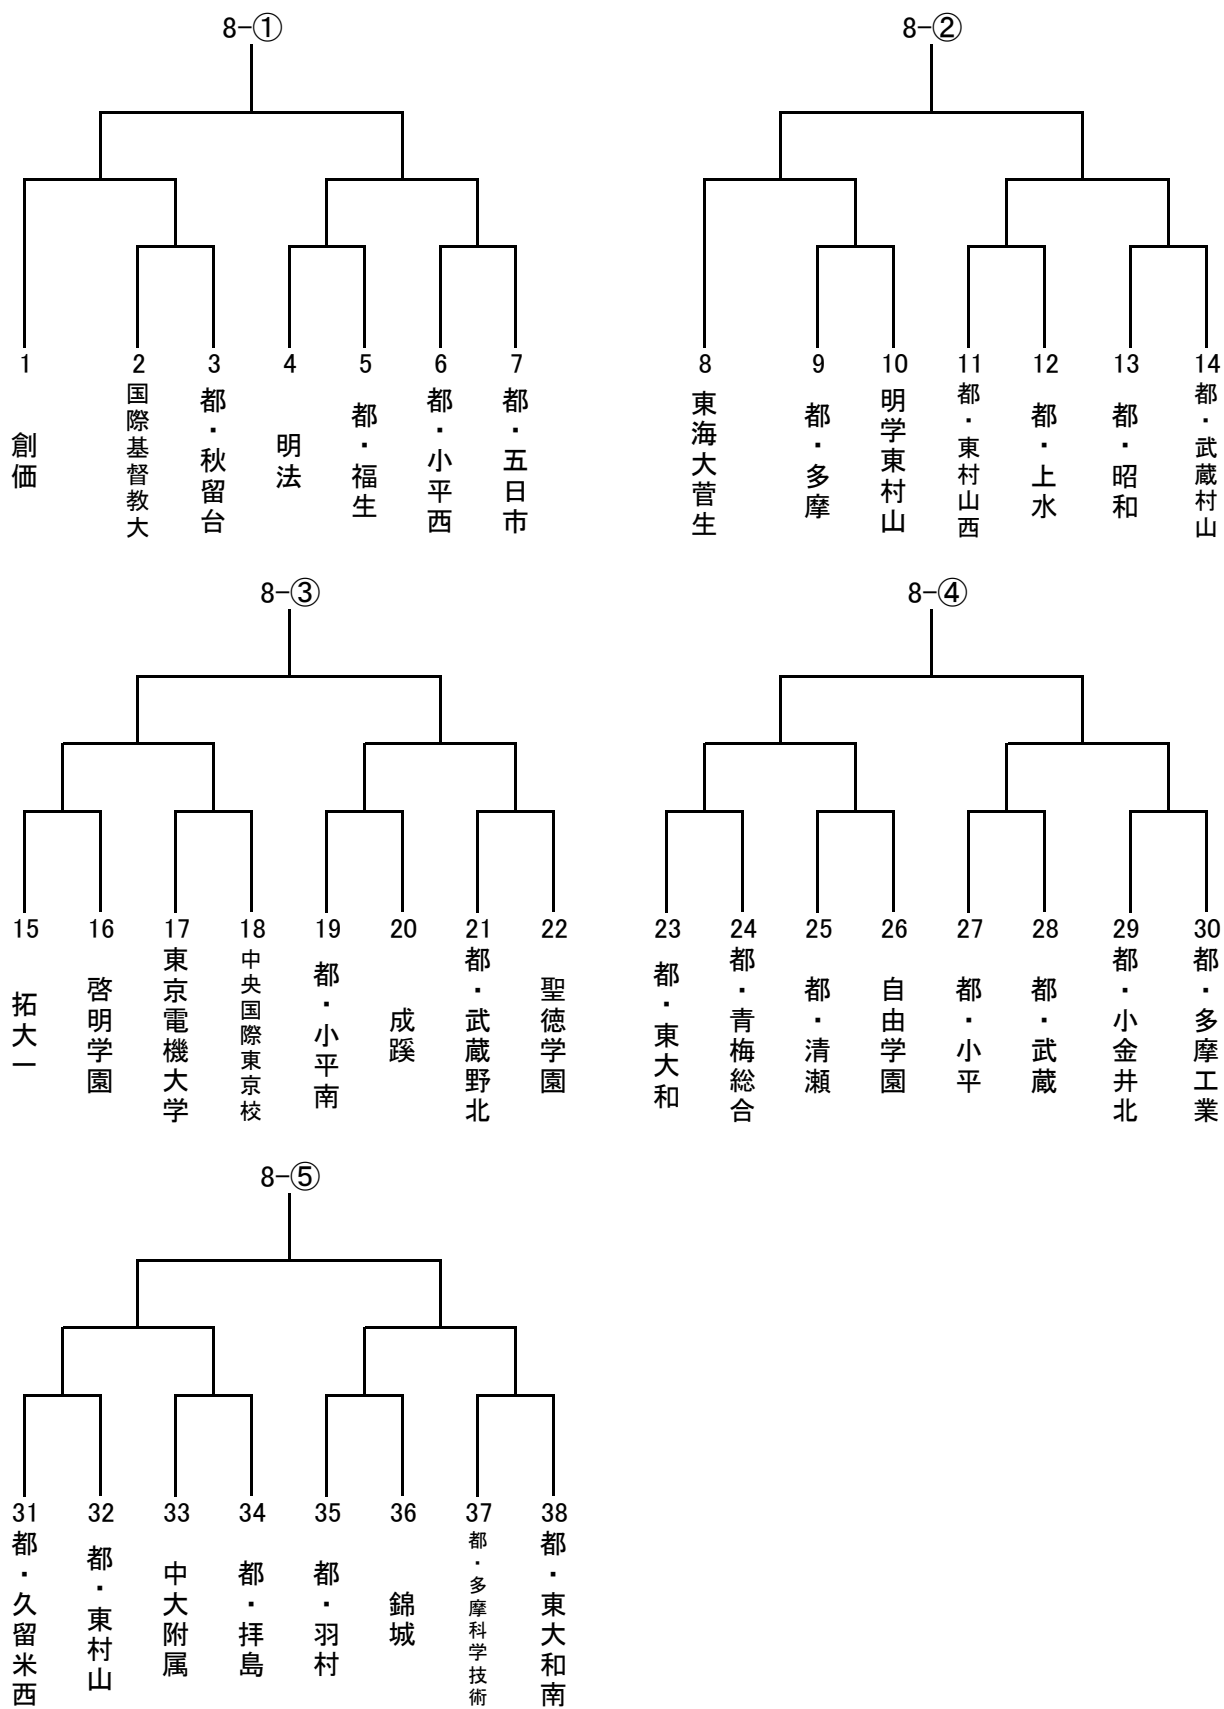 8-①
8-②
1
2
3
4
5
6
7
創価
国際基督教大
都・秋留台
明法
都・福生
都・小平西
都・五日市
8
9
10
11
12
13
14
東海大菅生
都・多摩
明学東村山
都・東村山西
都・上水
都・昭和
都・武蔵村山
8-③
8-④
15
16
17
18
19
20
21
22
拓大一
啓明学園
東京電機大学
中央国際東京校
都・小平南
成蹊
都・武蔵野北
聖徳学園
23
24
25
26
27
28
29
30
都・東大和
都・青梅総合
都・清瀬
自由学園
都・小平
都・武蔵
都・小金井北
都・多摩工業
8-⑤
31
32
33
34
35
36
37
38
都・久留米西
都・東村山
中大附属
都・拝島
都・羽村
錦城
都・多摩科学技術
都・東大和南